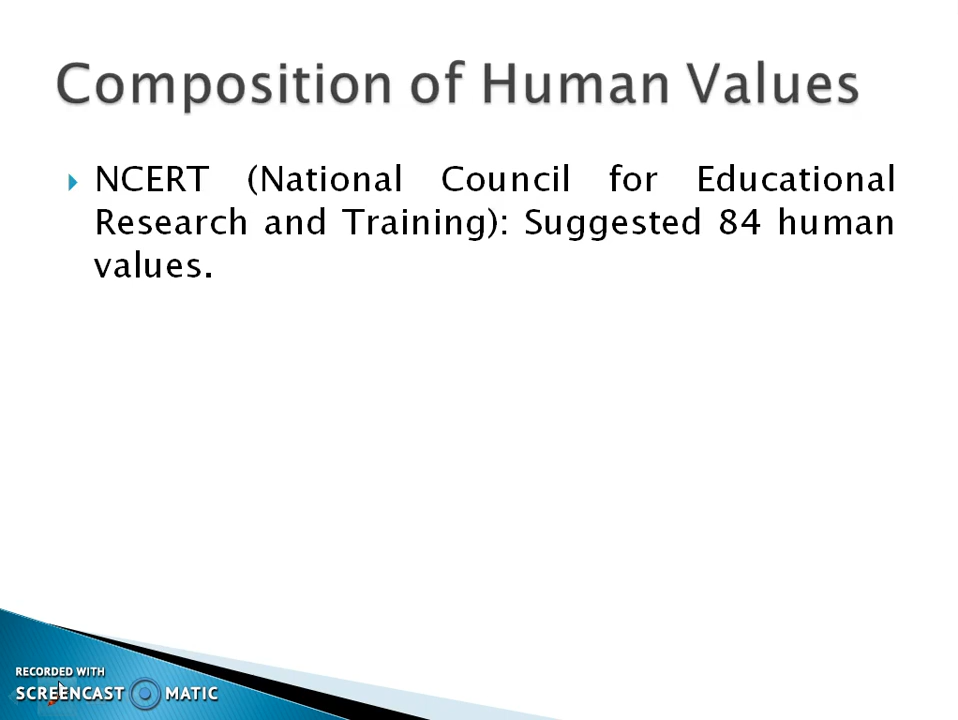 Composition of Human Values
NCERT (National Council for Educational
Research and Training): Suggested 84 human
values.
RECORDED WITH
SCREENCAST MATIC